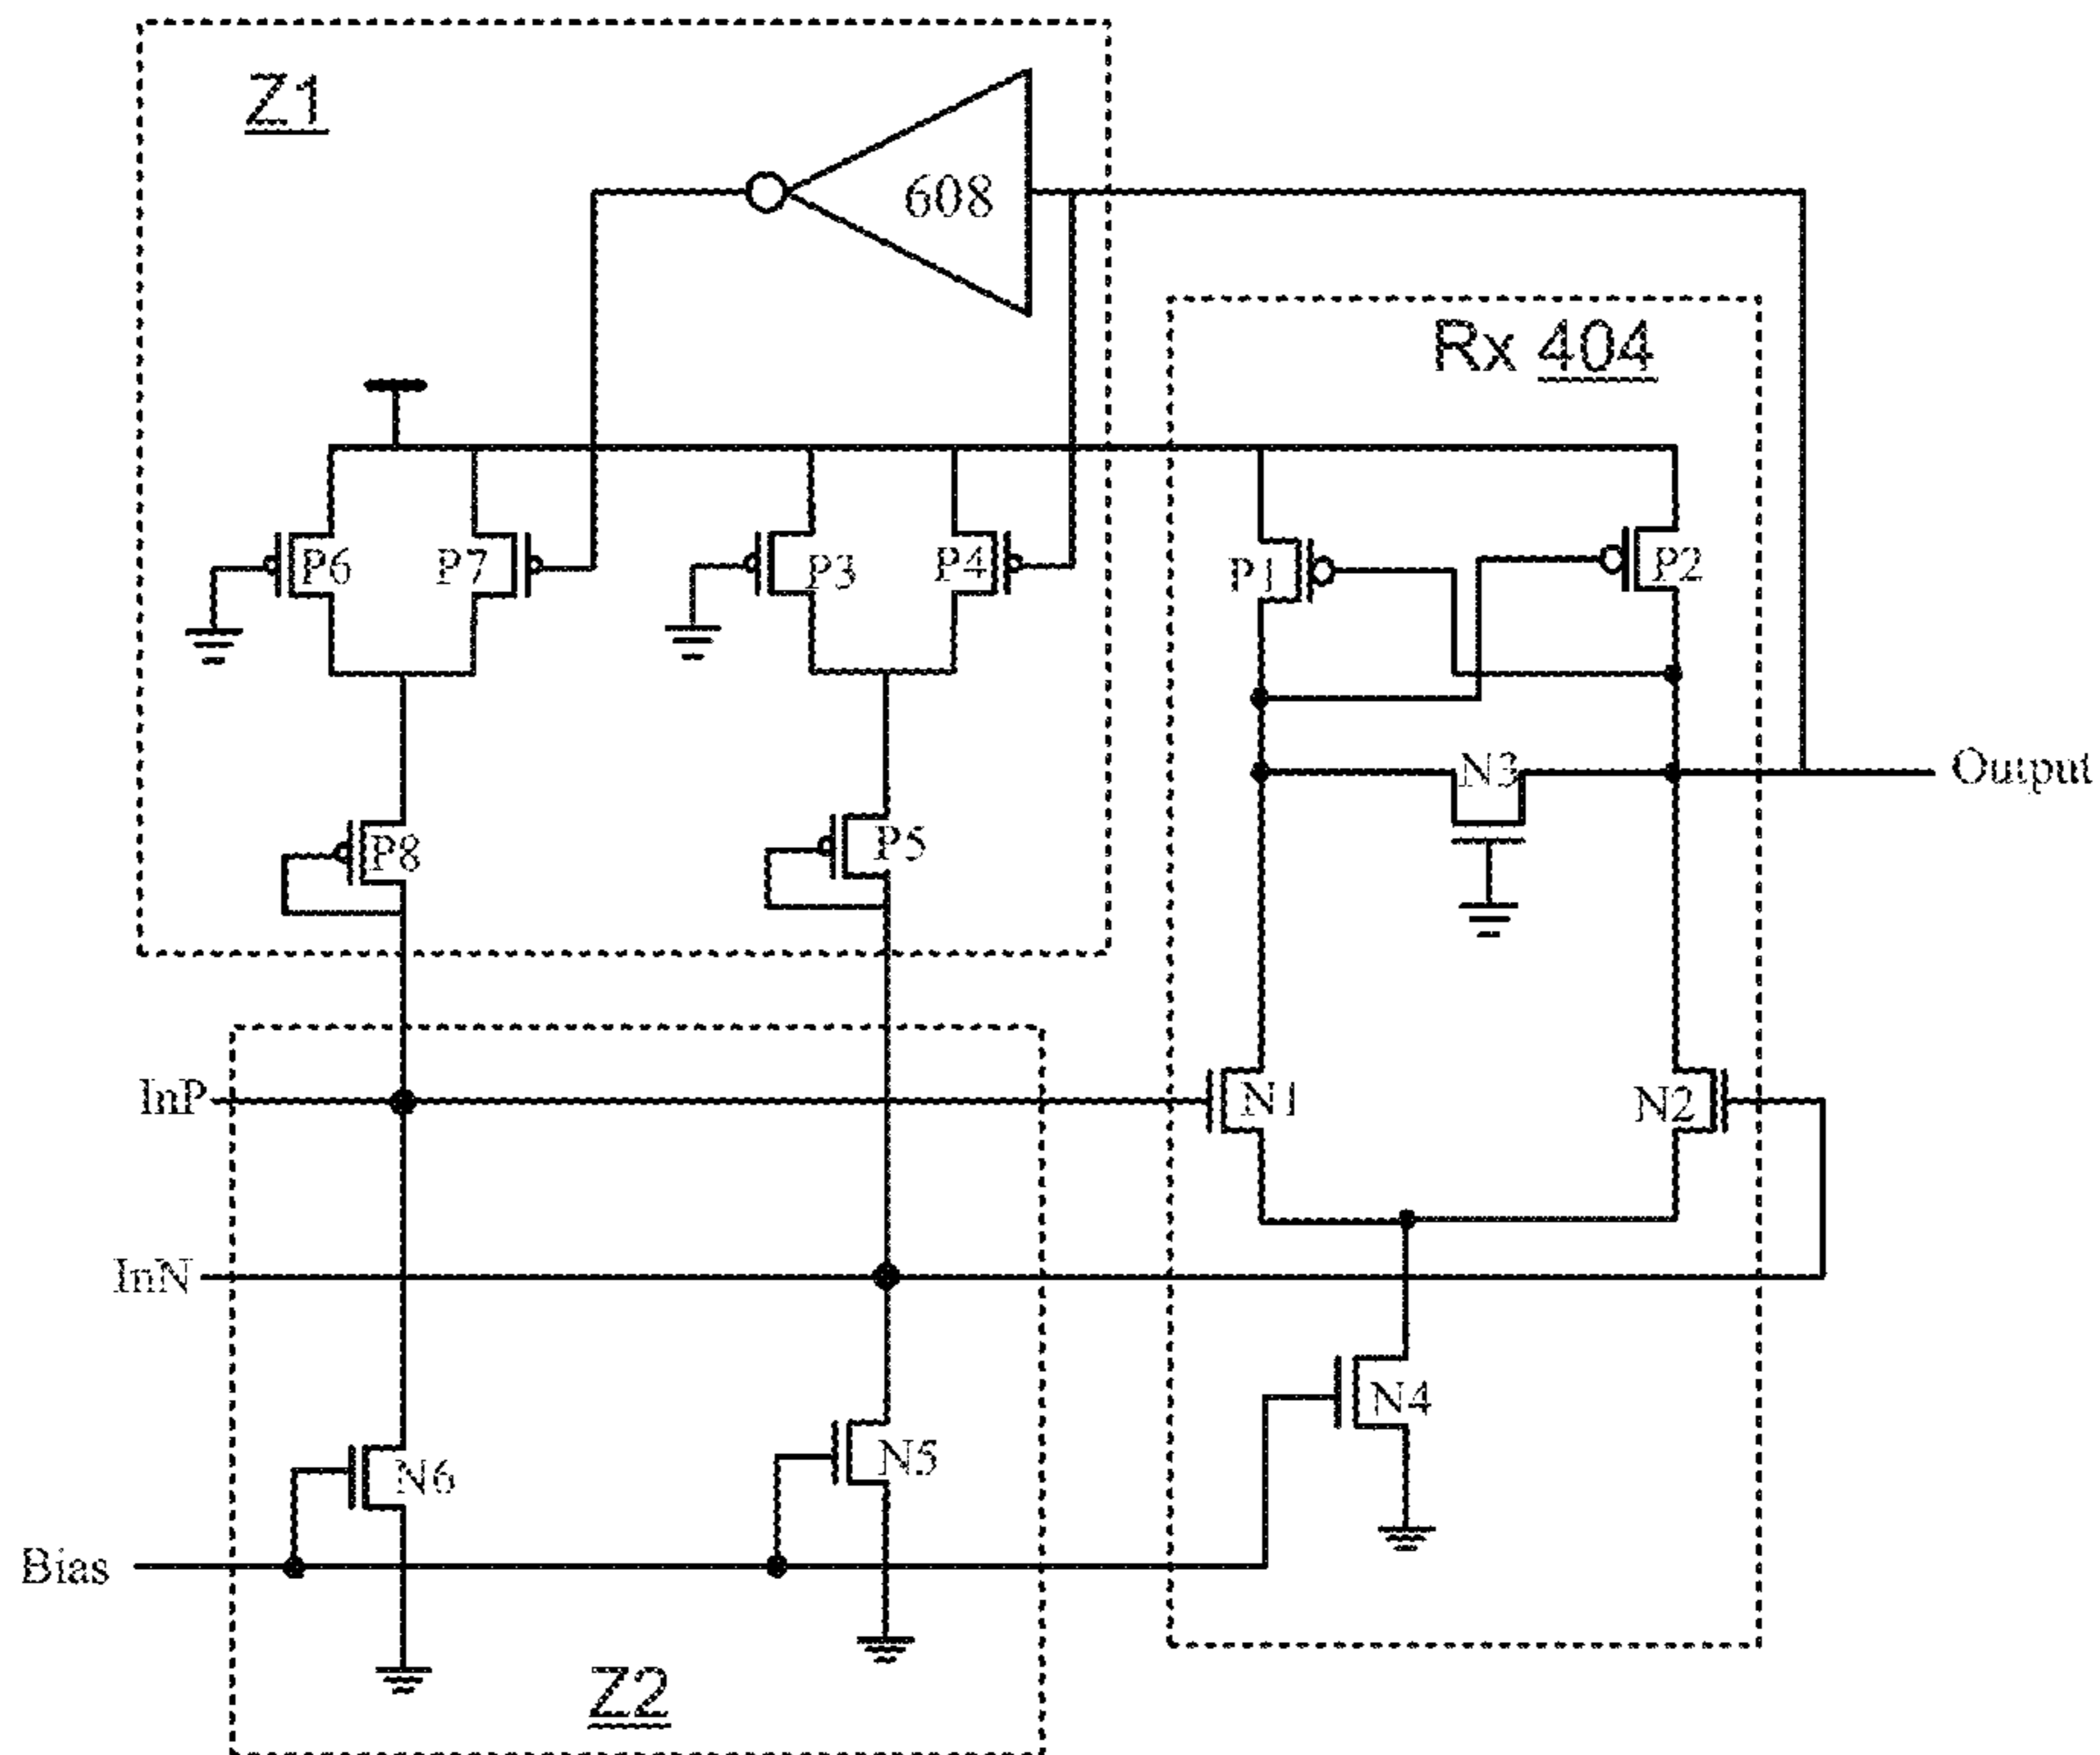 Z1
608
Rx 404
P6
P7
P3
P4
P1
P2
N3
Output
P8
P5
InP
N1
N2
InN
N4
N6
N5
Bias
Z2